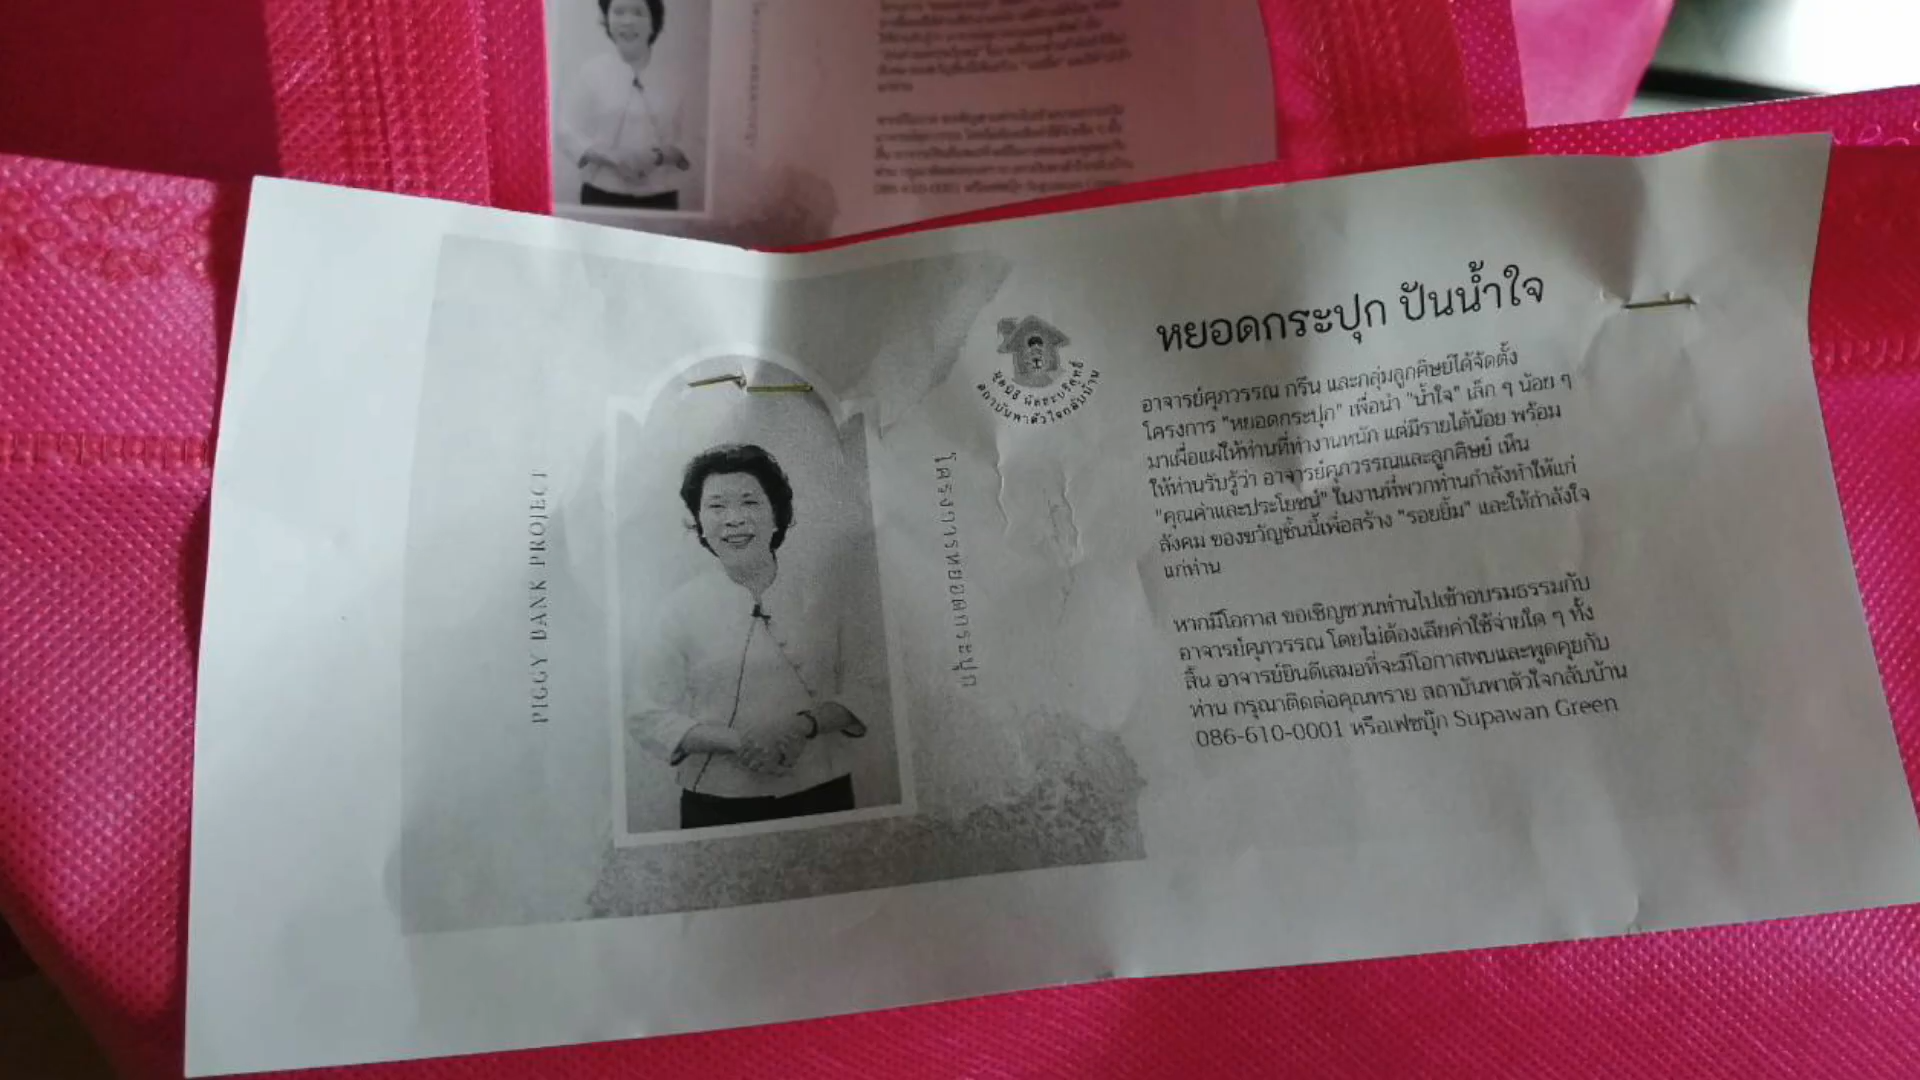 PIGGY BANK PROJECT
โครงการหยอดกระปุก
มูลนิธิ
สถาบันพาตัวใจกลับบ้าน
หยอดกระปุก ปันน้ำใจ
อาจารย์ศุภวรรณ กรีน และกลุ่มลูกศิษย์ได้จัดตั้ง
โครงการ "หยอดกระปุก" เพื่อนำ "น้ำใจ" เล็ก ๆ น้อย ๆ
มาเผื่อแผ่ให้ท่านที่ทำงานหนัก แต่มีรายได้น้อย พร้อม
ให้ท่านรับรู้ว่า อาจารย์ศุภวรรณและลูกศิษย์ เห็น
"คุณค่าและประโยชน์" ในงานที่พวกท่านกำลังทำให้แก่
สังคม ของขวัญชิ้นนี้เพื่อสร้าง "รอยยิ้ม" และให้กำลังใจ
แก่ท่าน
หากมีโอกาส ขอเชิญชวนท่านไปเข้าอบรมธรรมกับ
อาจารย์ศุภวรรณ โดยไม่ต้องเสียค่าใช้จ่ายใด ๆ ทั้ง
สิ้น อาจารย์ยินดีเสมอที่จะมีโอกาสพบและพูดคุยกับ
ท่าน กรุณาติดต่อคุณทราย สถาบันพาตัวใจกลับบ้าน
086-610-0001 หรือเฟซบุ๊ก Supawan Green